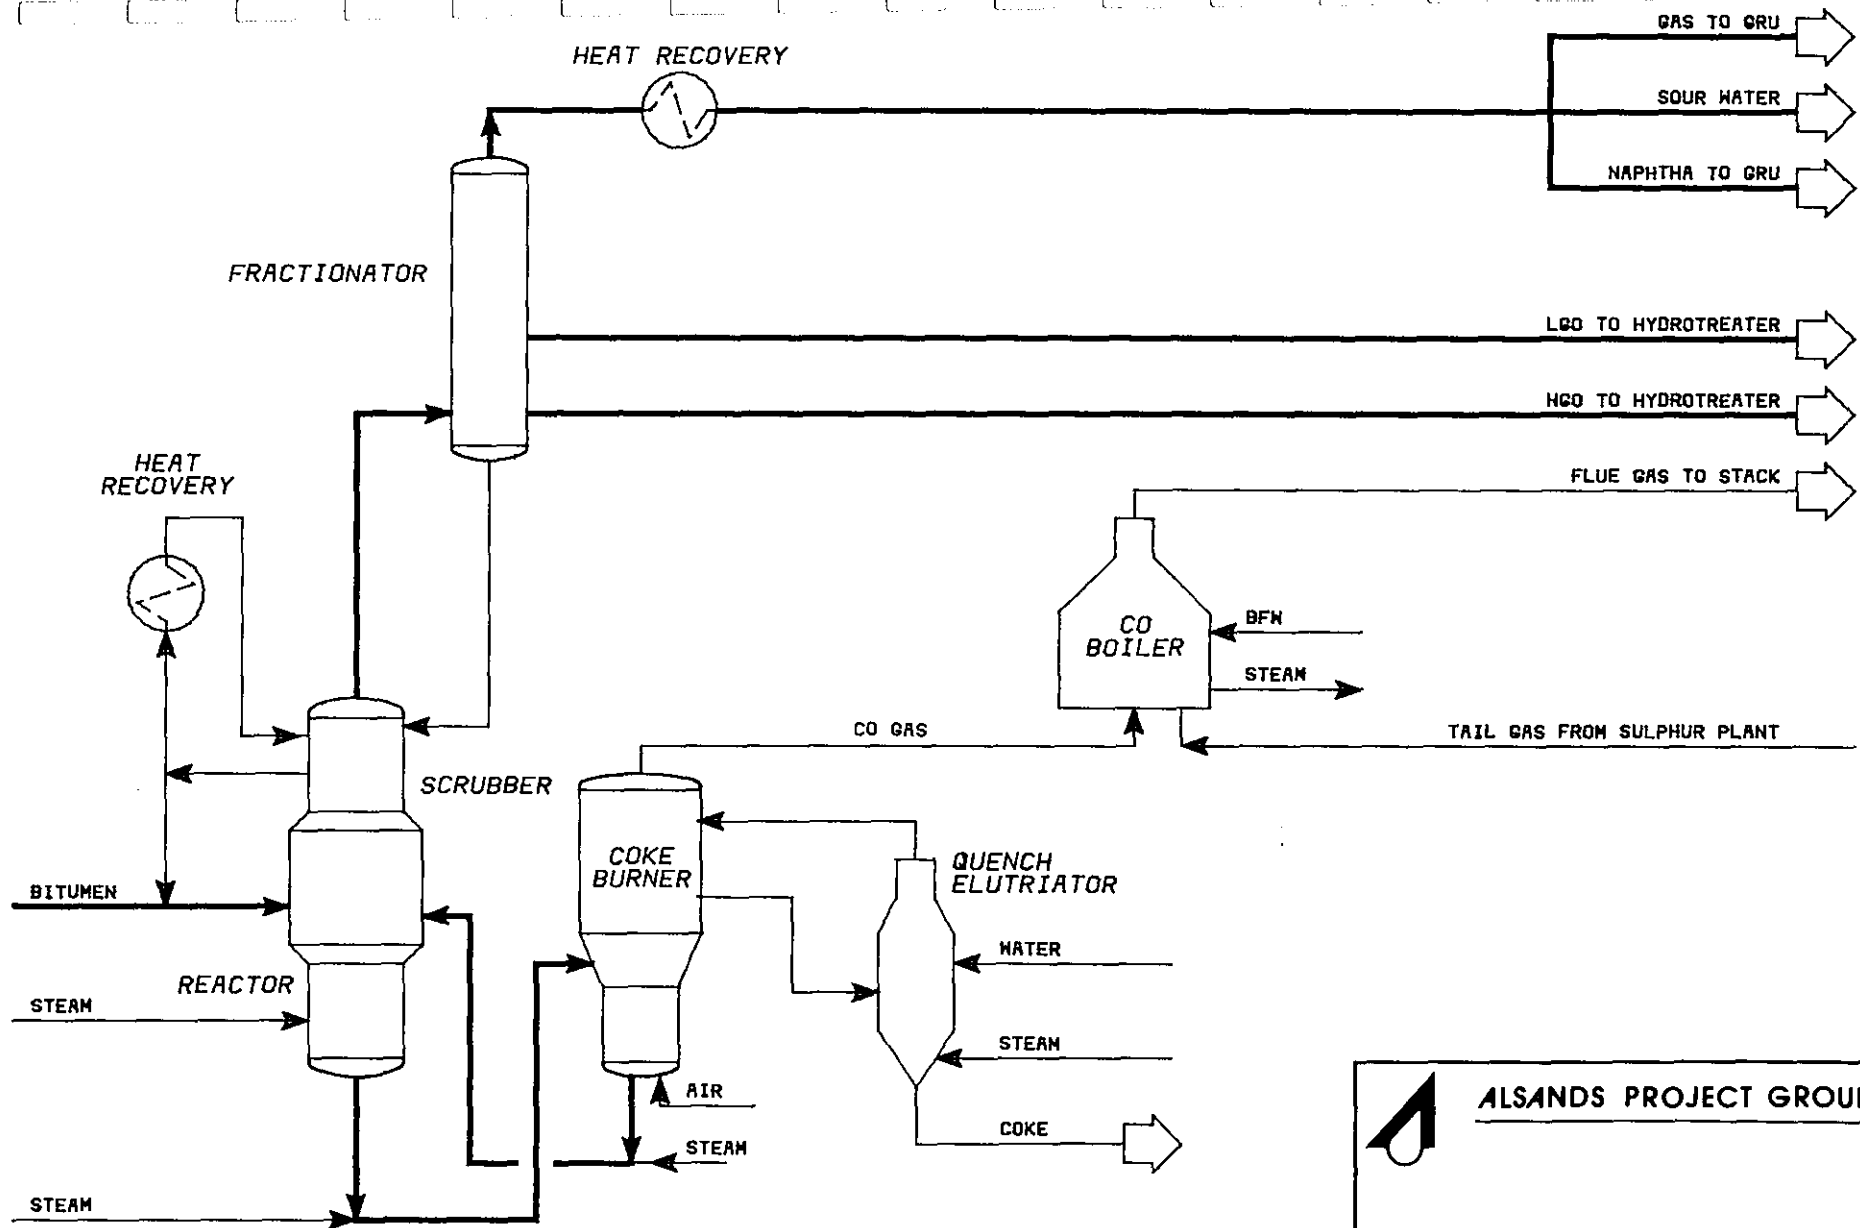 GAS TO GRU
HEAT RECOVERY
SOUR WATER
NAPHTHA TO GRU
FRACTIONATOR
LGO TO HYDROTREATER
HGO TO HYDROTREATER
HEAT
RECOVERY
FLUE GAS TO STACK
CO
BOILER
BFW
STEAM
CO GAS
TAIL GAS FROM SULPHUR PLANT
SCRUBBER
COKE
BURNER
QUENCH
ELUTRIATOR
BITUMEN
WATER
REACTOR
STEAM
STEAM
AIR
COKE
STEAM
STEAM
ALSANDS PROJECT GROUP